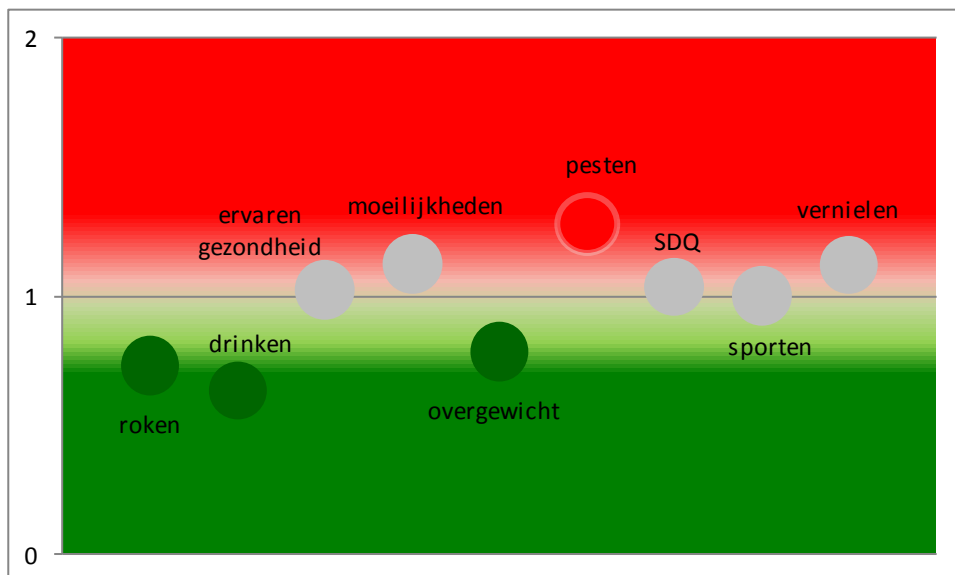 2
pesten
moeilijkheden
ervaren
gezondheid
vernielen
SDQ
1
drinken
sporten
overgewicht
roken
0